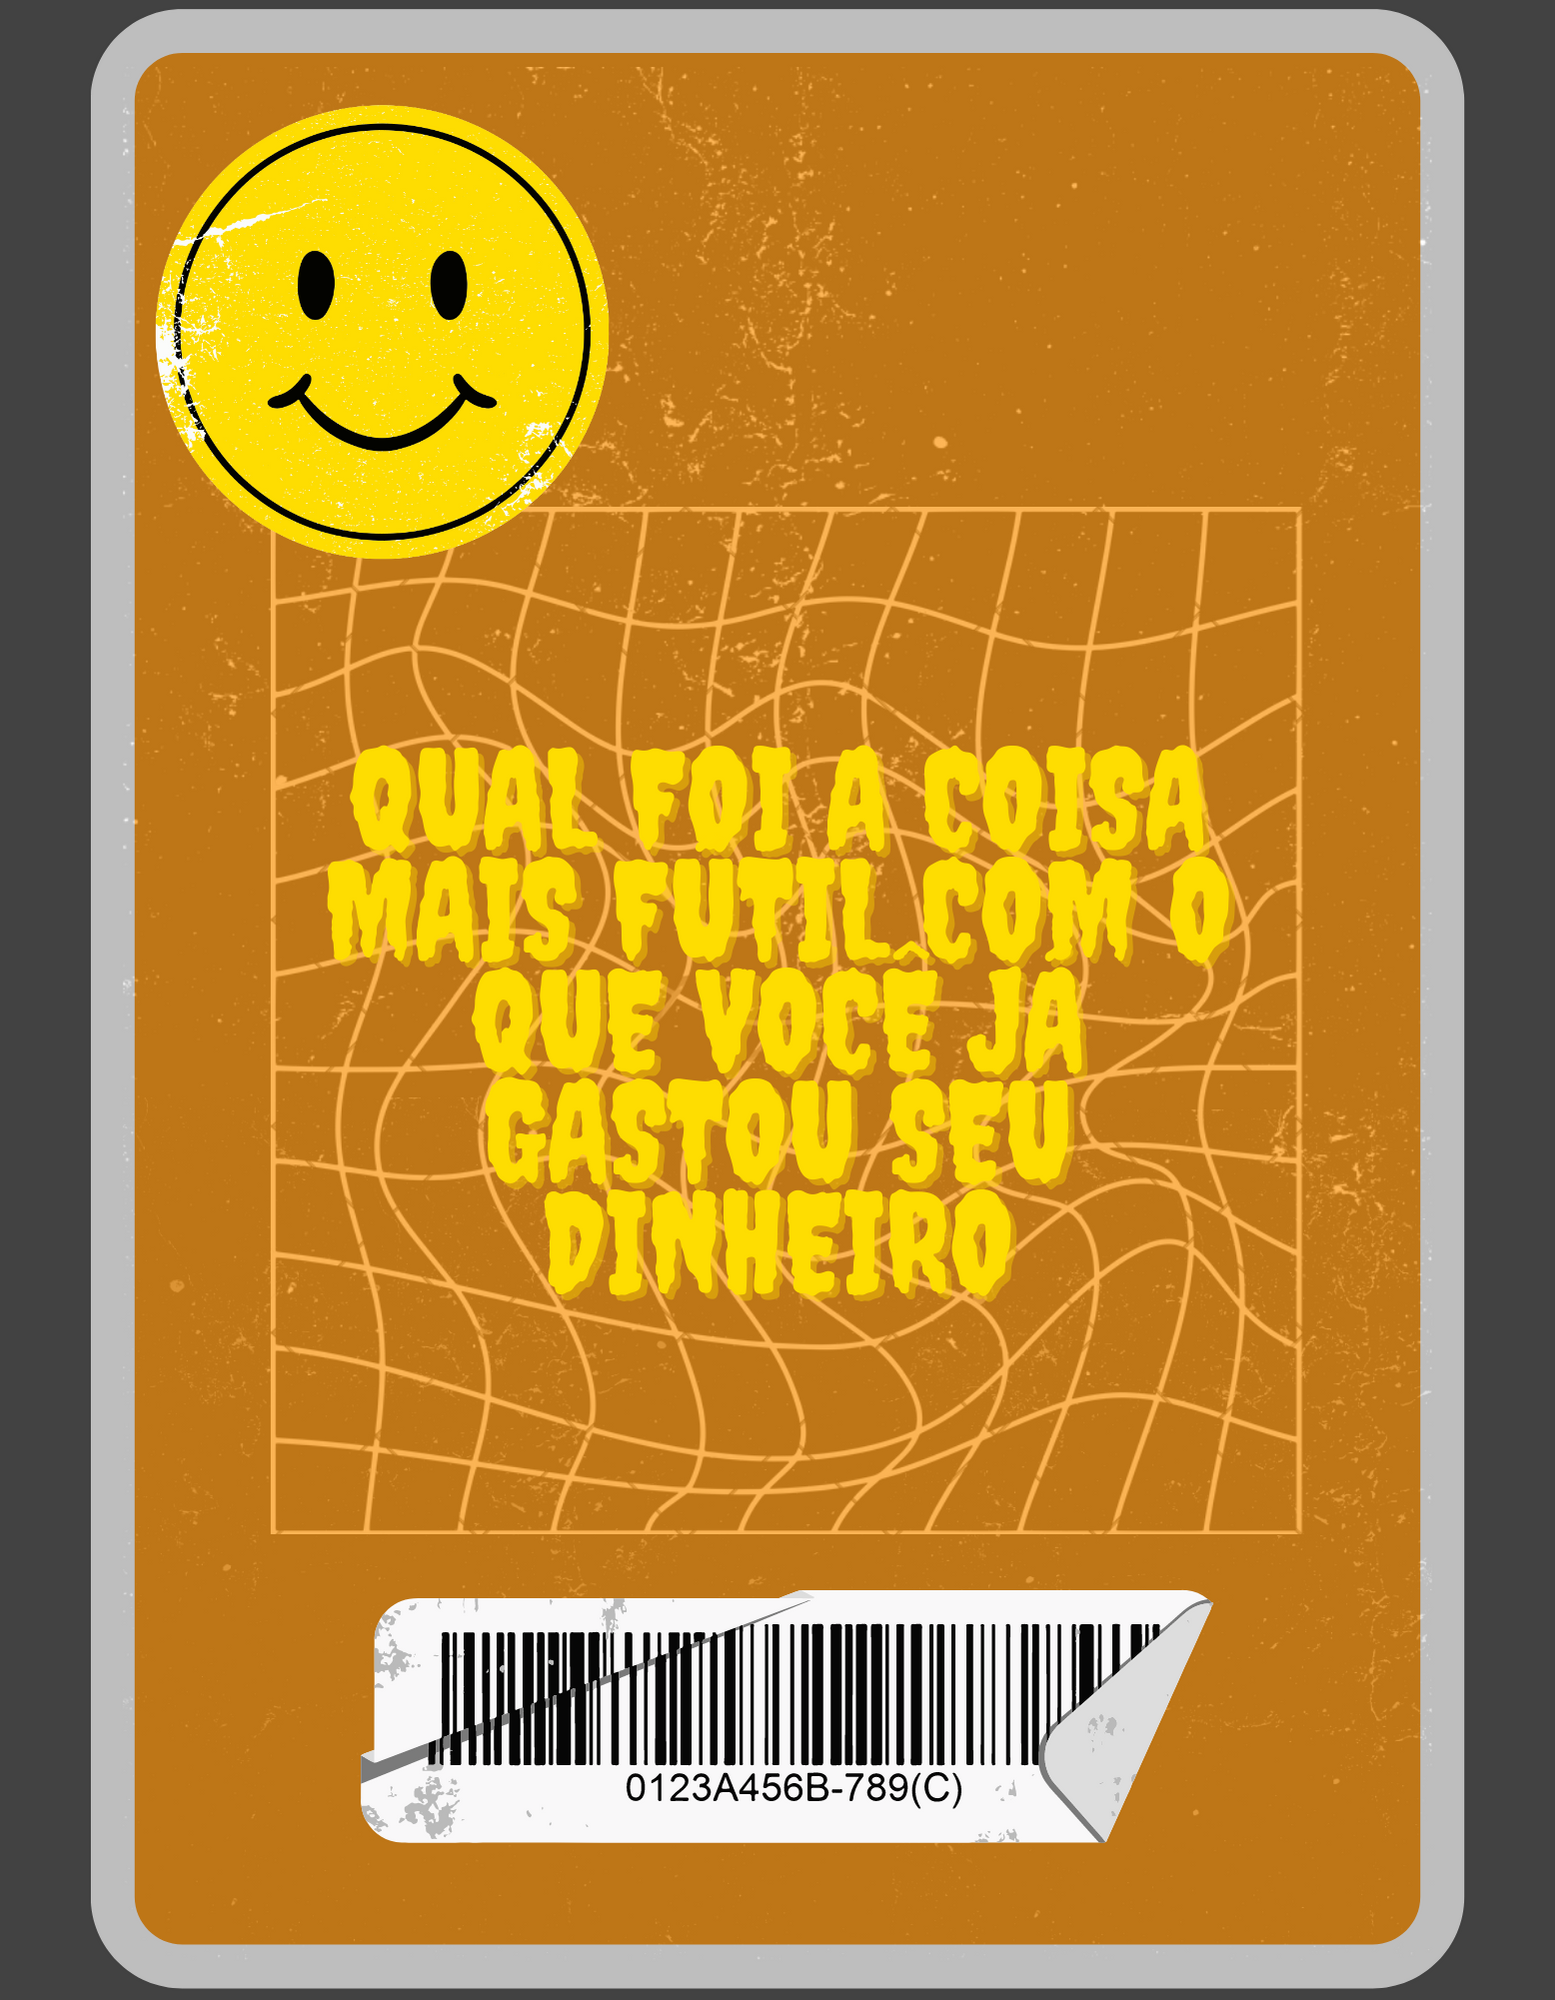 QUAL FOI A COISA
MAIS FUTIL COM O
QUE VOCÊ JA
GASTOU SEU
DINHEIRO
0123A456B-789(C)